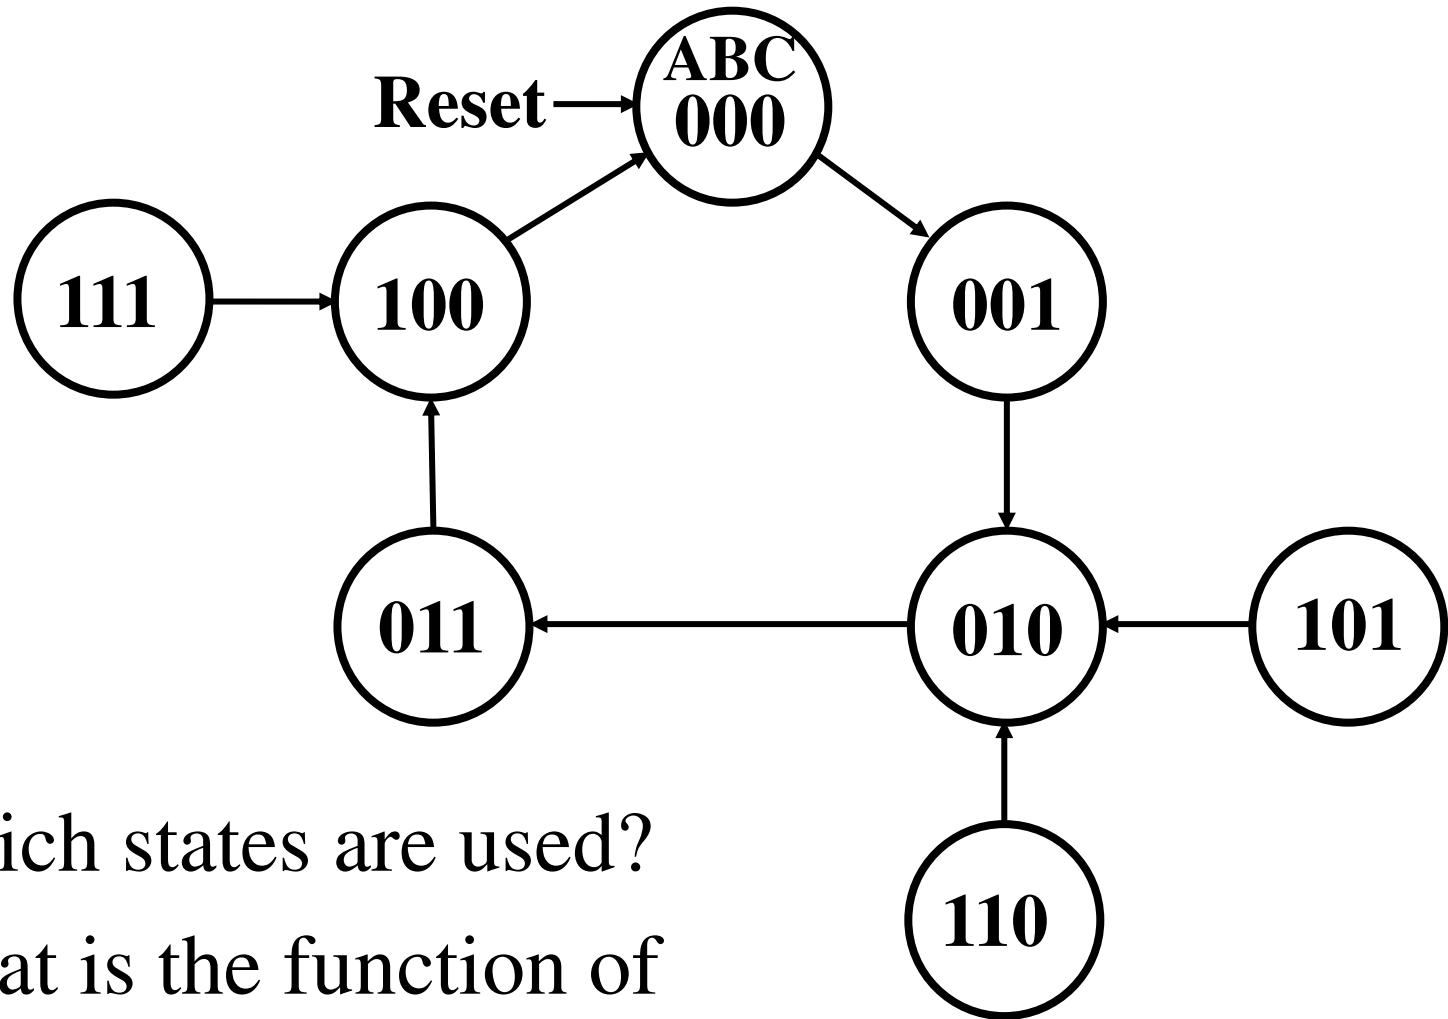 ABC
Reset
000
111
100
001
011
010
101
ich states are used?
110
at is the function of